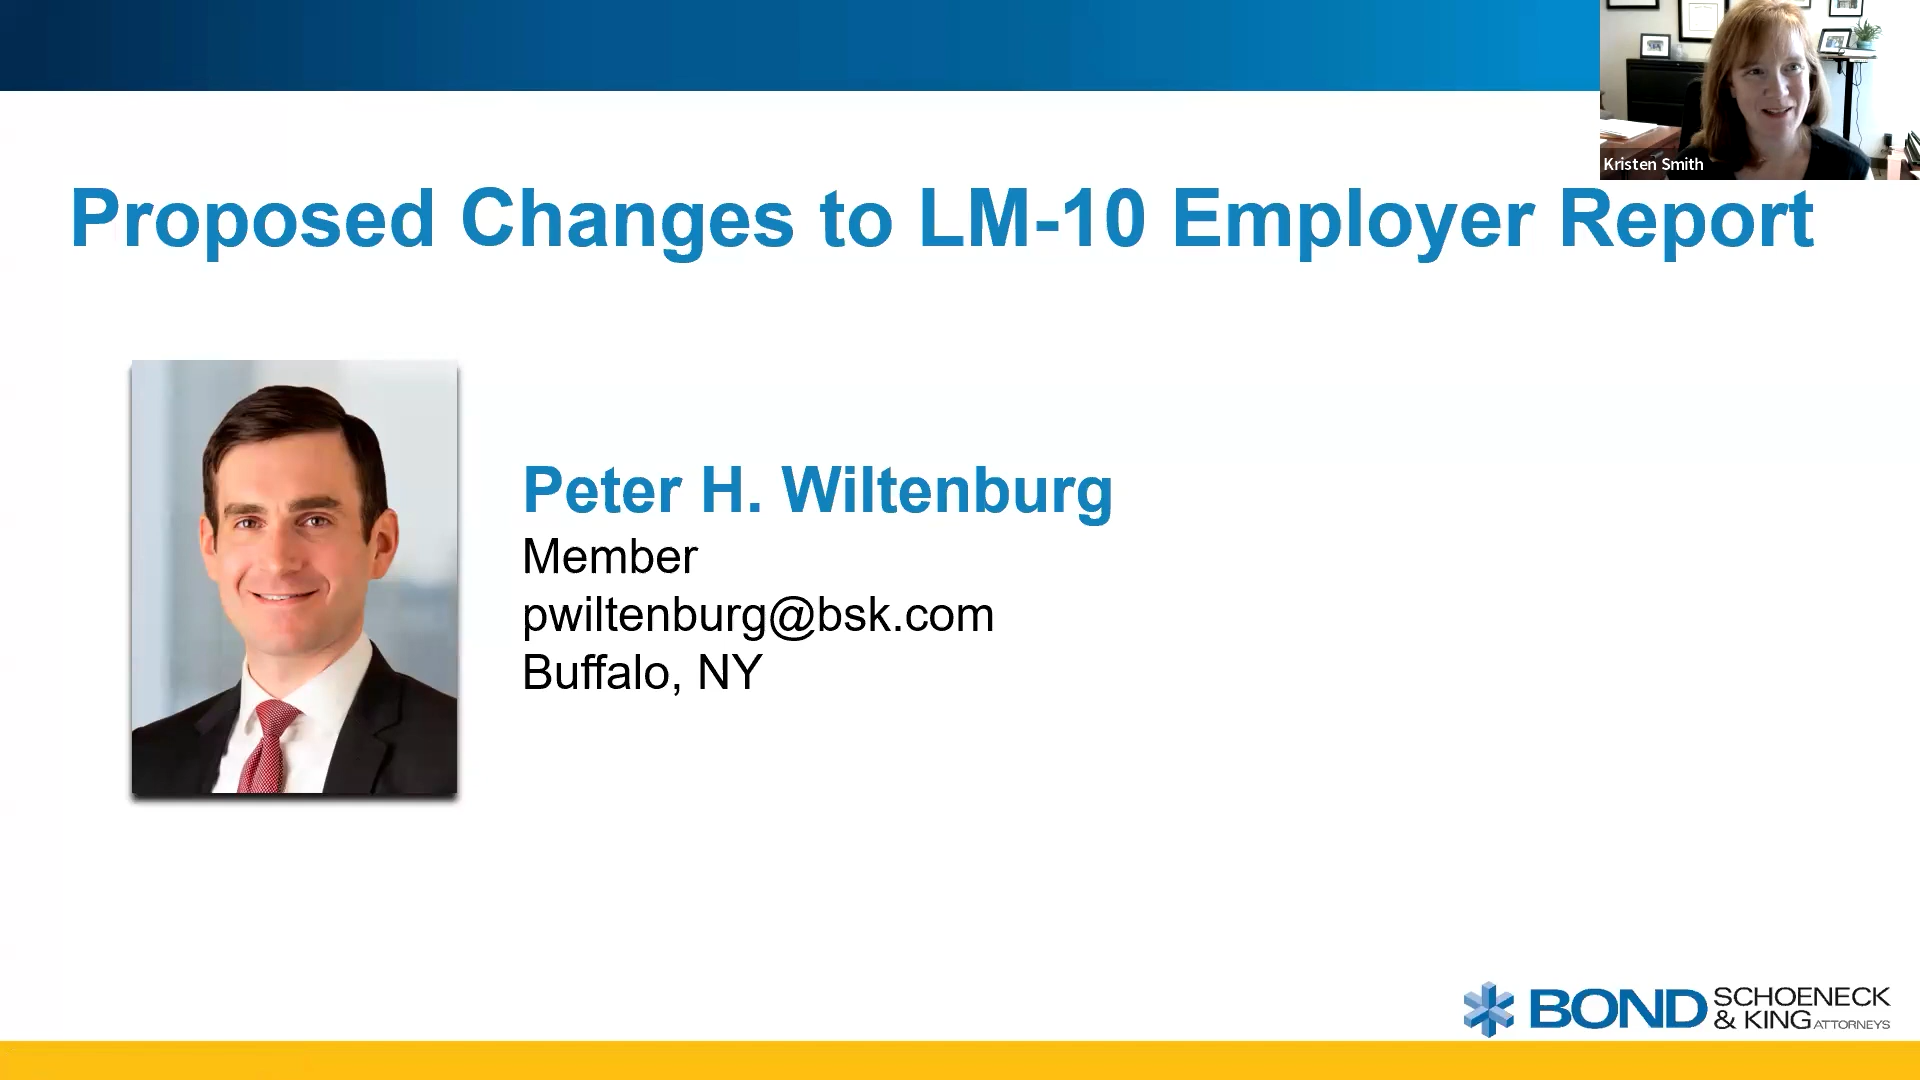 Kristen Smith
Proposed Changes to LM-10 Employer Report
Peter H. Wiltenburg
Member
pwiltenburg@bsk.com
Buffalo, NY
BOND SCHOENECK
& KING ATTORNEYS